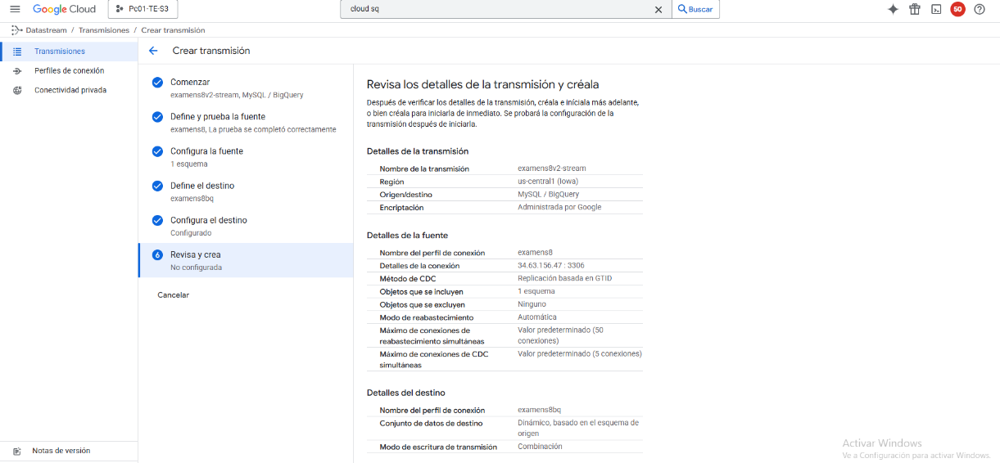 Google Cloud
Pc01-TE-S3
cloud sq
Buscar
50
Datastream / Transmisiones / Crear transmisión
Transmisiones
Perfiles de conexión
Conectividad privada
Notas de versión
Crear transmisión
Comenzar
examens8v2-stream, MySQL / BigQuery
Define y prueba la fuente
examens8, La prueba se completó correctamente
Configura la fuente
1 esquema
Define el destino
examens8bq
Configura el destino
Configurado
6
Revisa y crea
No configurada
Cancelar
Revisa los detalles de la transmisión y créala
Después de verificar los detalles de la transmisión, créala e iníciala más adelante,
o bien créala para iniciarla de inmediato. Se probará la configuración de la
transmisión después de iniciarla.
Detalles de la transmisión
Nombre de la transmisión examens8v2-stream
Región us-central1 (Iowa)
Origen/destino MySQL / BigQuery
Encriptación Administrada por Google
Detalles de la fuente
Nombre del perfil de conexión examens8
Detalles de la conexión 34.63.156.47 : 3306
Método de CDC Replicación basada en GTID
Objetos que se incluyen 1 esquema
Objetos que se excluyen Ninguno
Modo de reabastecimiento Automática
Máximo de conexiones de Valor predeterminado (50
reabastecimiento simultáneas conexiones)
Máximo de conexiones de CDC Valor predeterminado (5 conexiones)
simultáneas
Detalles del destino
Nombre del perfil de conexión examens8bq
Conjunto de datos de destino Dinámico, basado en el esquema de
origen
Modo de escritura de transmisión Combinación
Activar Windows
Ve a Configuración para activar Windows.